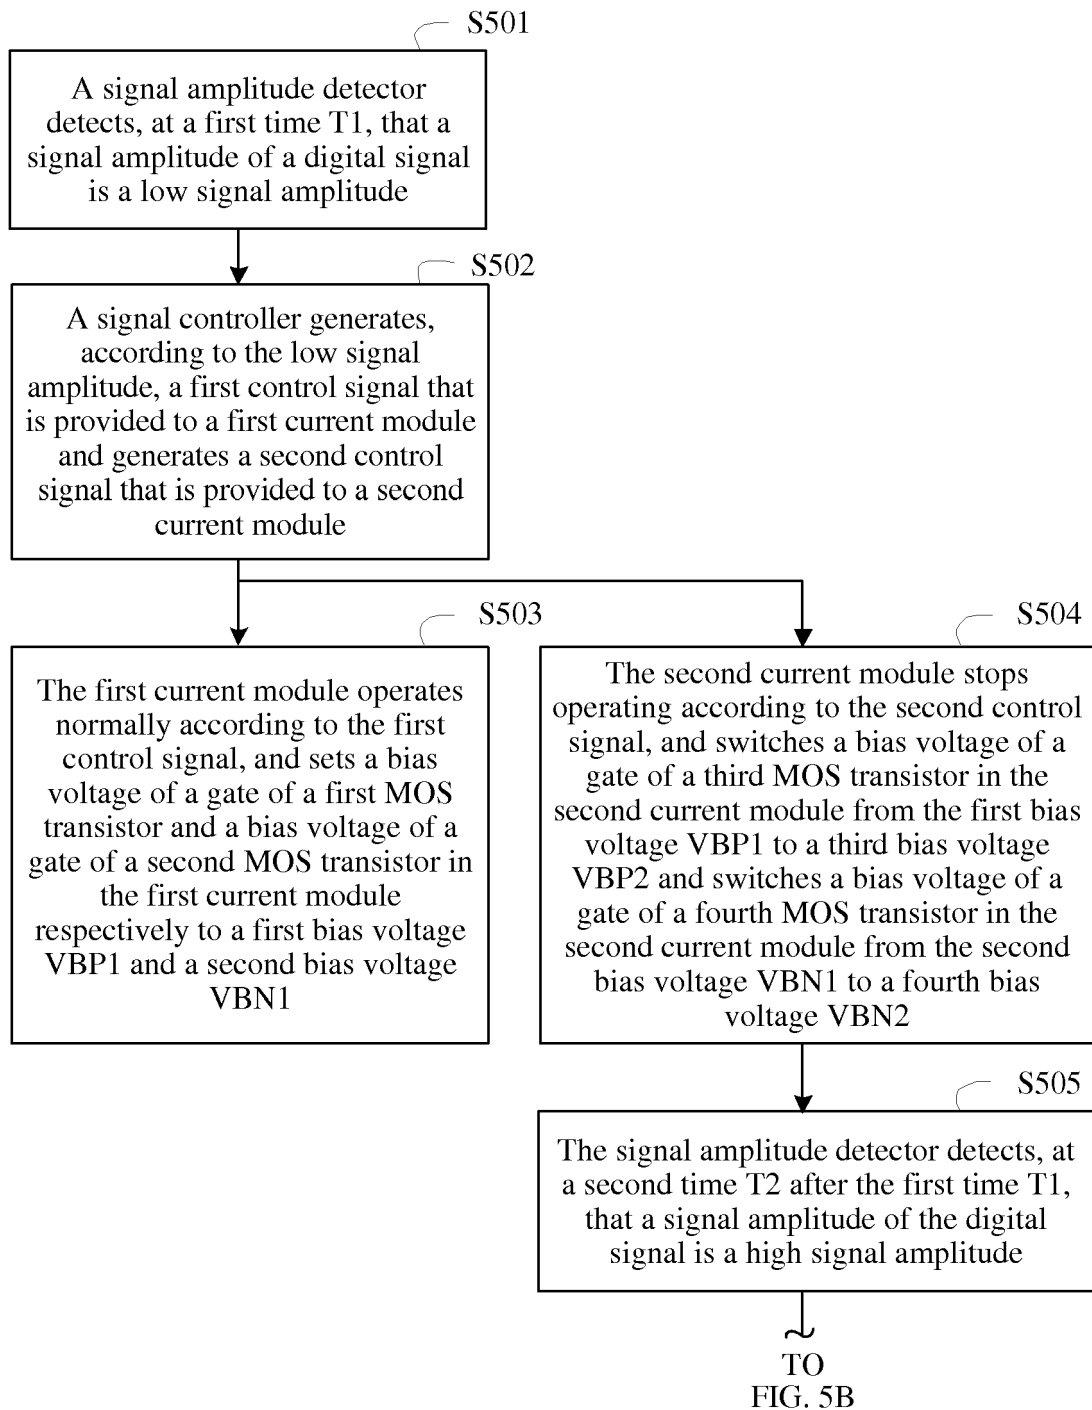 S501
A signal amplitude detector
detects, at a first time T1, that a
signal amplitude of a digital signal
is a low signal amplitude
S502
A signal controller generates,
according to the low signal
amplitude, a first control signal that
is provided to a first current module
and generates a second control
signal that is provided to a second
current module
S503
The first current module operates
normally according to the first
control signal, and sets a bias
voltage of a gate of a first MOS
transistor and a bias voltage of a
gate of a second MOS transistor in
the first current module
respectively to a first bias voltage
VBP1 and a second bias voltage
VBN1
S504
The second current module stops
operating according to the second control
signal, and switches a bias voltage of a
gate of a third MOS transistor in the
second current module from the first bias
voltage VBP1 to a third bias voltage
VBP2 and switches a bias voltage of a
gate of a fourth MOS transistor in the
second current module from the second
bias voltage VBN1 to a fourth bias
voltage VBN2
S505
The signal amplitude detector detects, at
a second time T2 after the first time T1,
that a signal amplitude of the digital
signal is a high signal amplitude
TO
FIG. 5B